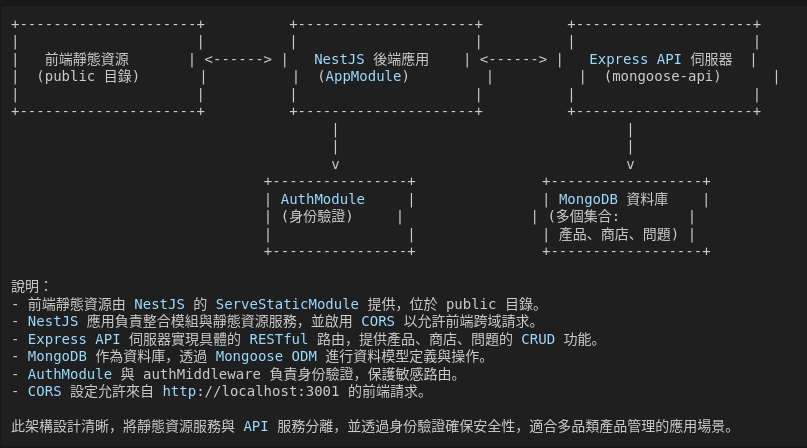 +---------------------+          +---------------------+          +---------------------+
|                     |          |                     |          |                     |
|   前端靜態資源       | <------> |   NestJS 後端應用    | <------> |   Express API 伺服器  |
|  (public 目錄)       |          |  (AppModule)         |          |  (mongoose-api)      |
|                     |          |                     |          |                     |
+---------------------+          +---------------------+          +---------------------+
                                      |                                  |
                                      |                                  |
                                      v                                  v
                              +----------------+               +------------------+
                              | AuthModule     |               | MongoDB 資料庫    |
                              | (身份驗證)     |               | (多個集合:        |
                              |                |               | 產品、商店、問題) |
                              +----------------+               +------------------+
說明：
- 前端靜態資源由 NestJS 的 ServeStaticModule 提供，位於 public 目錄。
- NestJS 應用負責整合模組與靜態資源服務，並啟用 CORS 以允許前端跨域請求。
- Express API 伺服器實現具體的 RESTful 路由，提供產品、商店、問題的 CRUD 功能。
- MongoDB 作為資料庫，透過 Mongoose ODM 進行資料模型定義與操作。
- AuthModule 與 authMiddleware 負責身份驗證，保護敏感路由。
- CORS 設定允許來自 http://localhost:3001 的前端請求。
此架構設計清晰，將靜態資源服務與 API 服務分離，並透過身份驗證確保安全性，適合多品類產品管理的應用場景。